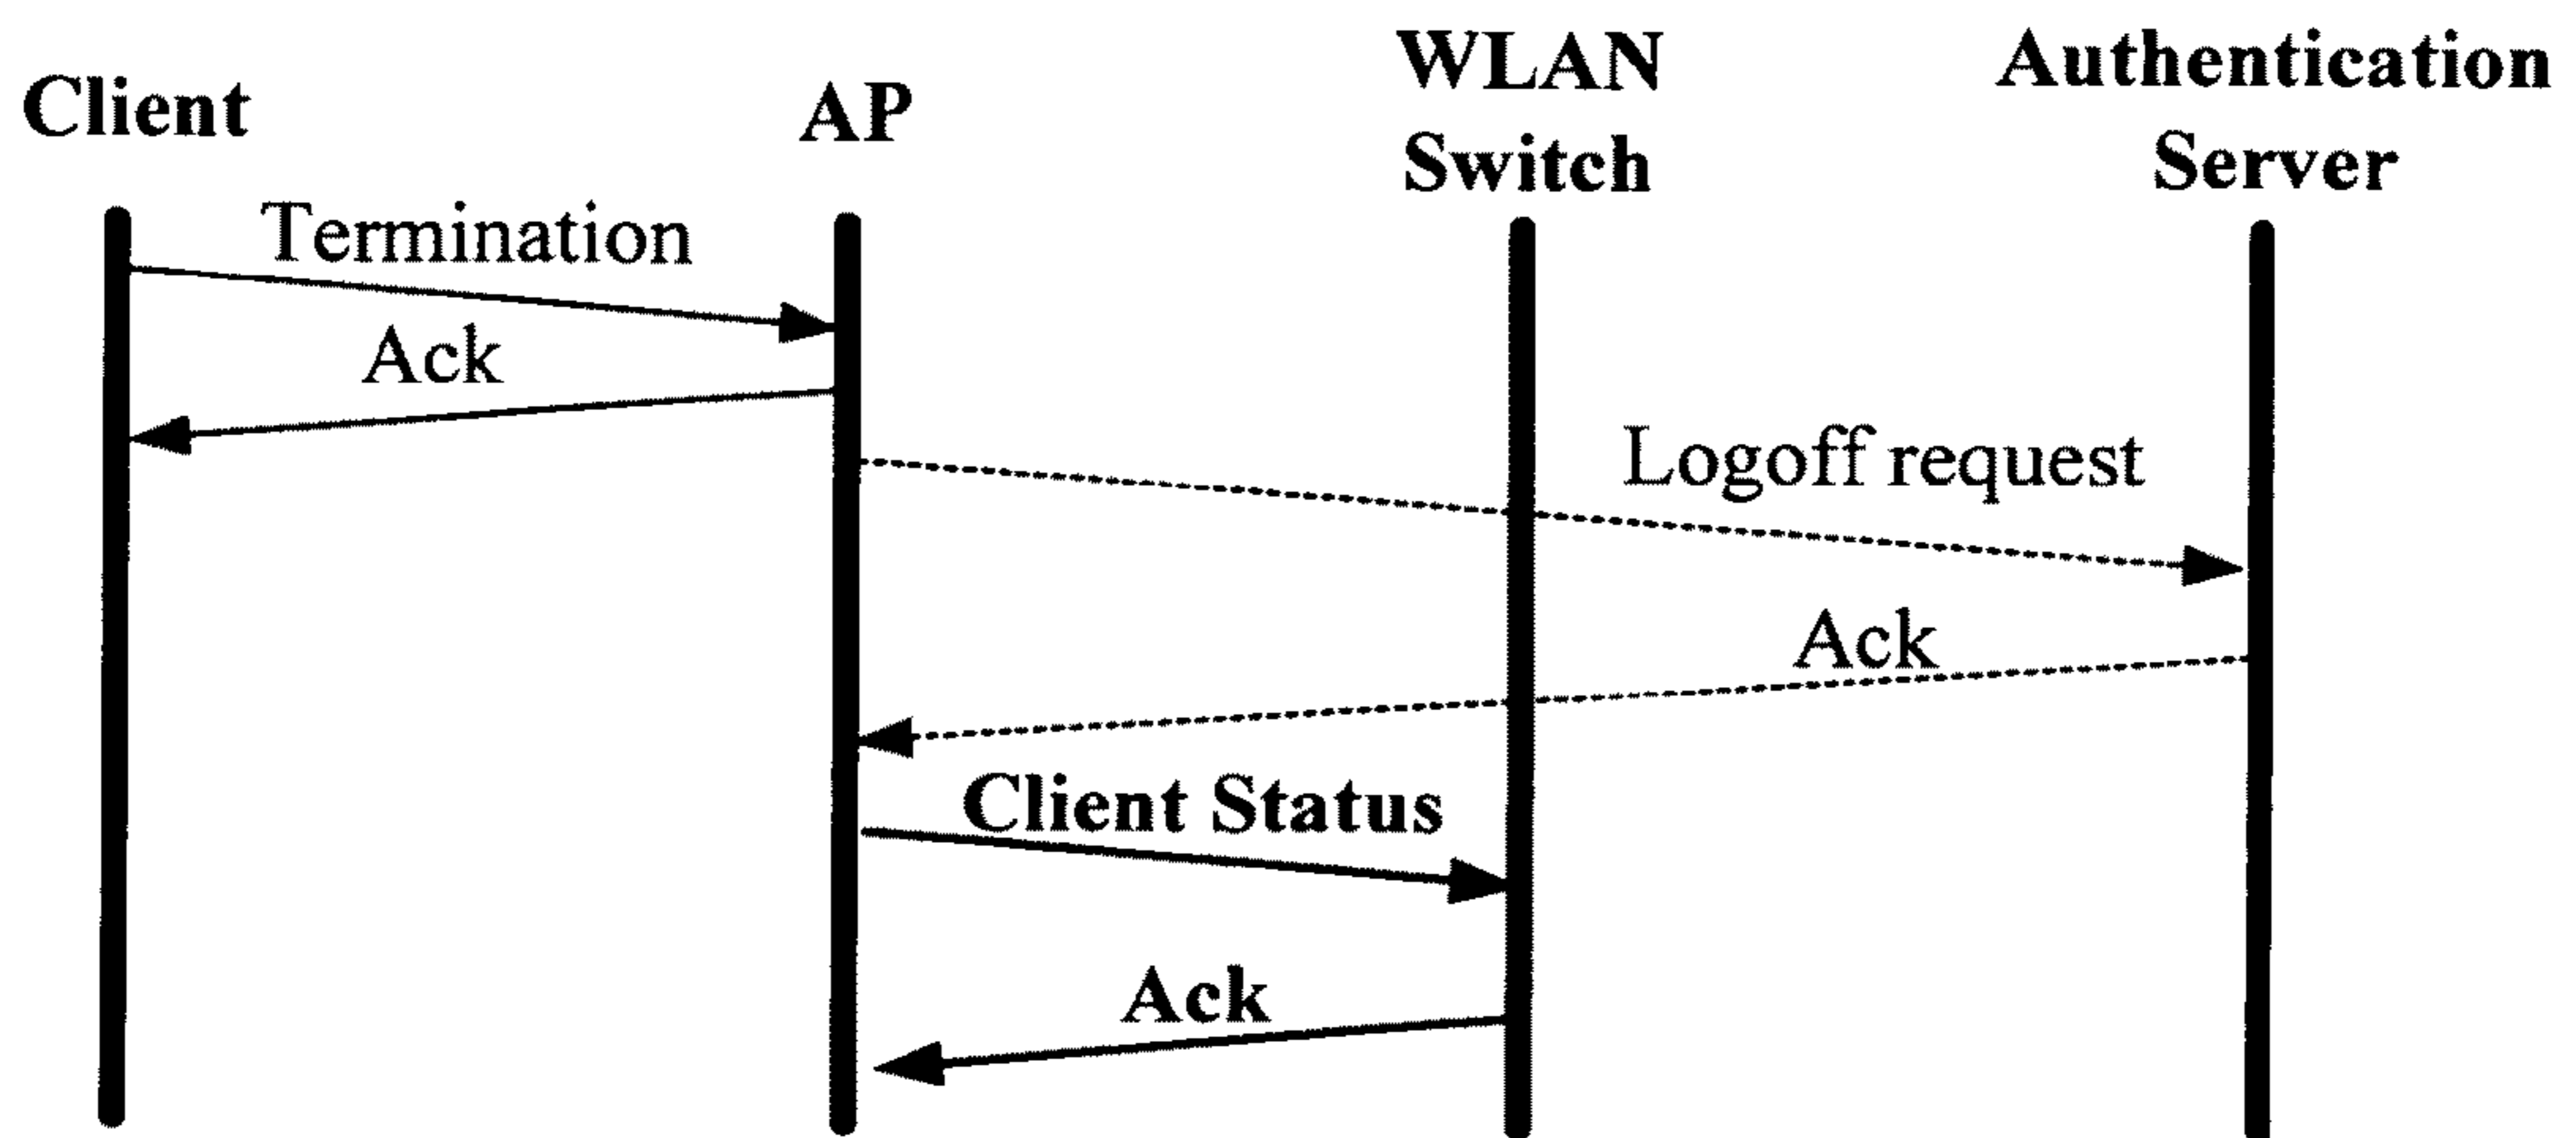 Client
AP
WLAN
Switch
Authentication
Server
Termination
Ack
Logoff request
Ack
Client Status
Ack